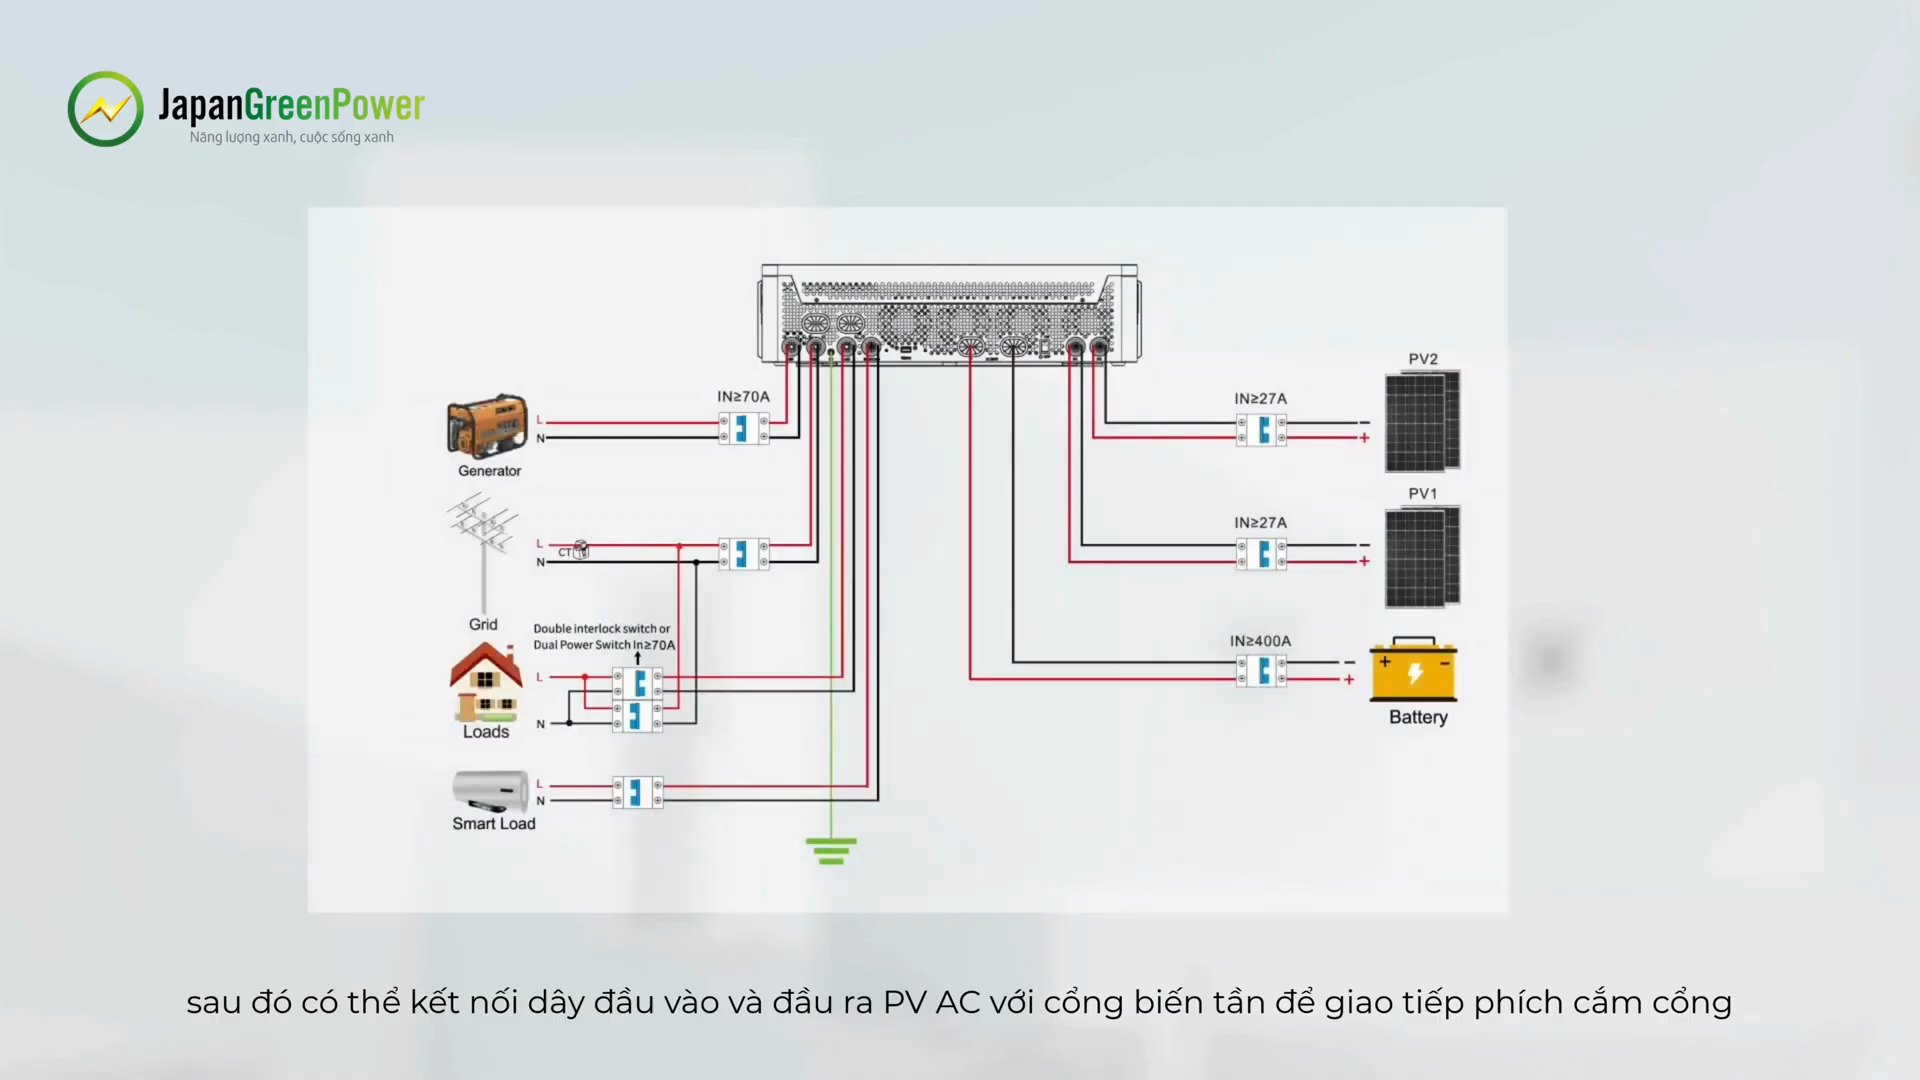 JapanGreenPower
Năng lượng xanh, cuộc sống xanh
IN≥70A
L
N
Generator
L
CT
N
Grid
Double interlock switch or
Dual Power Switch In≥70A
L
N
Loads
L
N
Smart Load
PV2
IN≥27A
−
+
PV1
IN≥27A
−
+
IN≥400A
−
+
+ −
Battery
sau đó có thể kết nối dây đầu vào và đầu ra PV AC với cổng biến tần để giao tiếp phích cắm cổng